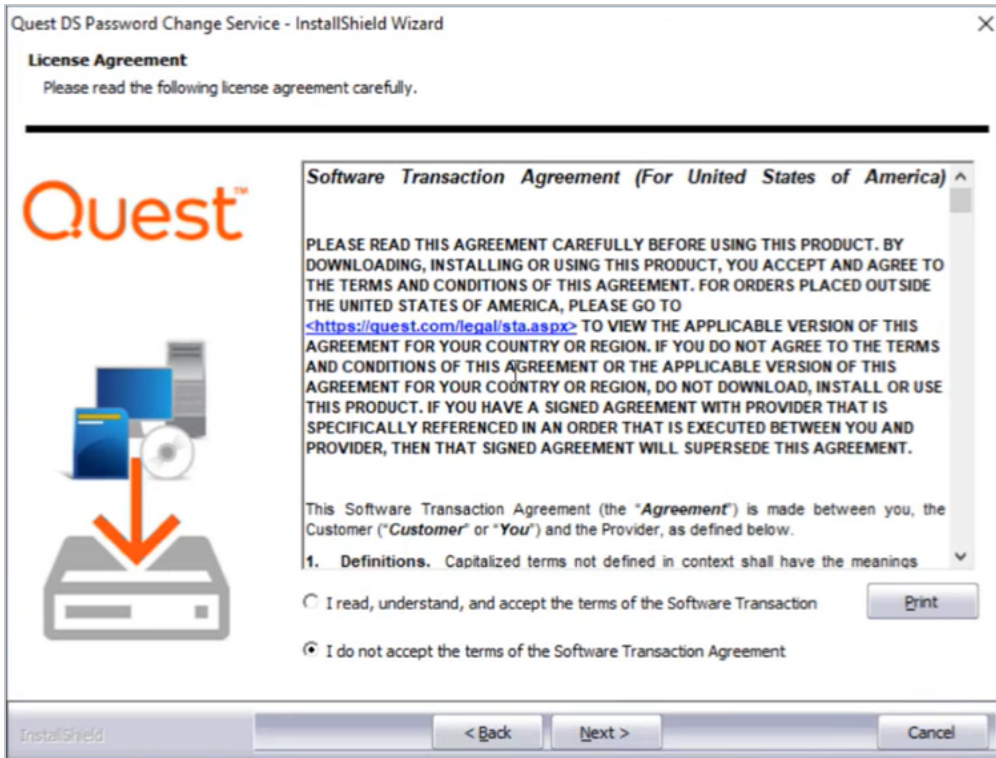 Quest DS Password Change Service - InstallShield Wizard
License Agreement
Please read the following license agreement carefully.
Quest™
Software Transaction Agreement (For United States of America)
PLEASE READ THIS AGREEMENT CAREFULLY BEFORE USING THIS PRODUCT. BY
DOWNLOADING, INSTALLING OR USING THIS PRODUCT, YOU ACCEPT AND AGREE TO
THE TERMS AND CONDITIONS OF THIS AGREEMENT. FOR ORDERS PLACED OUTSIDE
THE UNITED STATES OF AMERICA, PLEASE GO TO
<https://quest.com/legal/sta.aspx> TO VIEW THE APPLICABLE VERSION OF THIS
AGREEMENT FOR YOUR COUNTRY OR REGION. IF YOU DO NOT AGREE TO THE TERMS
AND CONDITIONS OF THIS AGREEMENT OR THE APPLICABLE VERSION OF THIS
AGREEMENT FOR YOUR COUNTRY OR REGION, DO NOT DOWNLOAD, INSTALL OR USE
THIS PRODUCT. IF YOU HAVE A SIGNED AGREEMENT WITH PROVIDER THAT IS
SPECIFICALLY REFERENCED IN AN ORDER THAT IS EXECUTED BETWEEN YOU AND
PROVIDER, THEN THAT SIGNED AGREEMENT WILL SUPERSEDE THIS AGREEMENT.
This Software Transaction Agreement (the “Agreement”) is made between you, the
Customer (“Customer” or “You”) and the Provider, as defined below.
1. Definitions. Capitalized terms not defined in context shall have the meanings
I read, understand, and accept the terms of the Software Transaction
Print
I do not accept the terms of the Software Transaction Agreement
InstallShield
< Back
Next >
Cancel